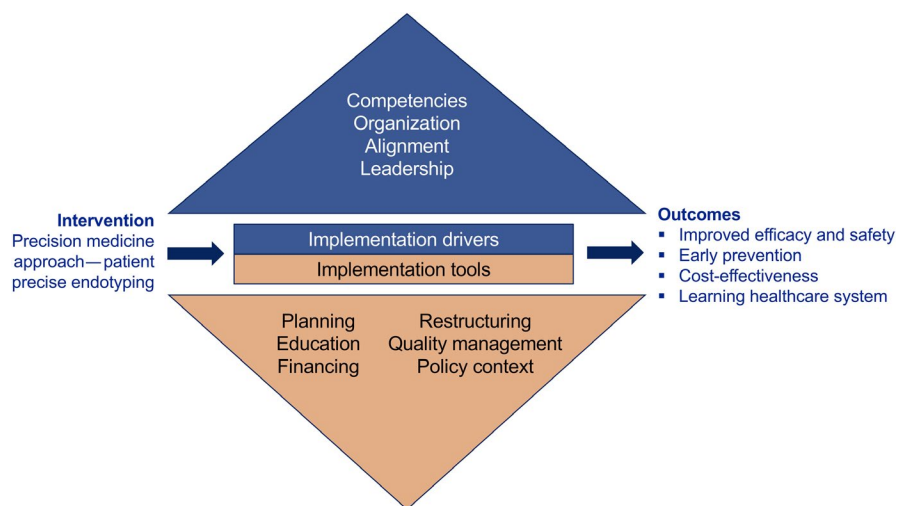 Competencies
Organization
Alignment
Leadership
Intervention
Precision medicine
approach—patient
precise endotyping
Implementation drivers
Implementation tools
Outcomes
▪ Improved efficacy and safety
▪ Early prevention
▪ Cost-effectiveness
▪ Learning healthcare system
Planning
Education
Financing
Restructuring
Quality management
Policy context